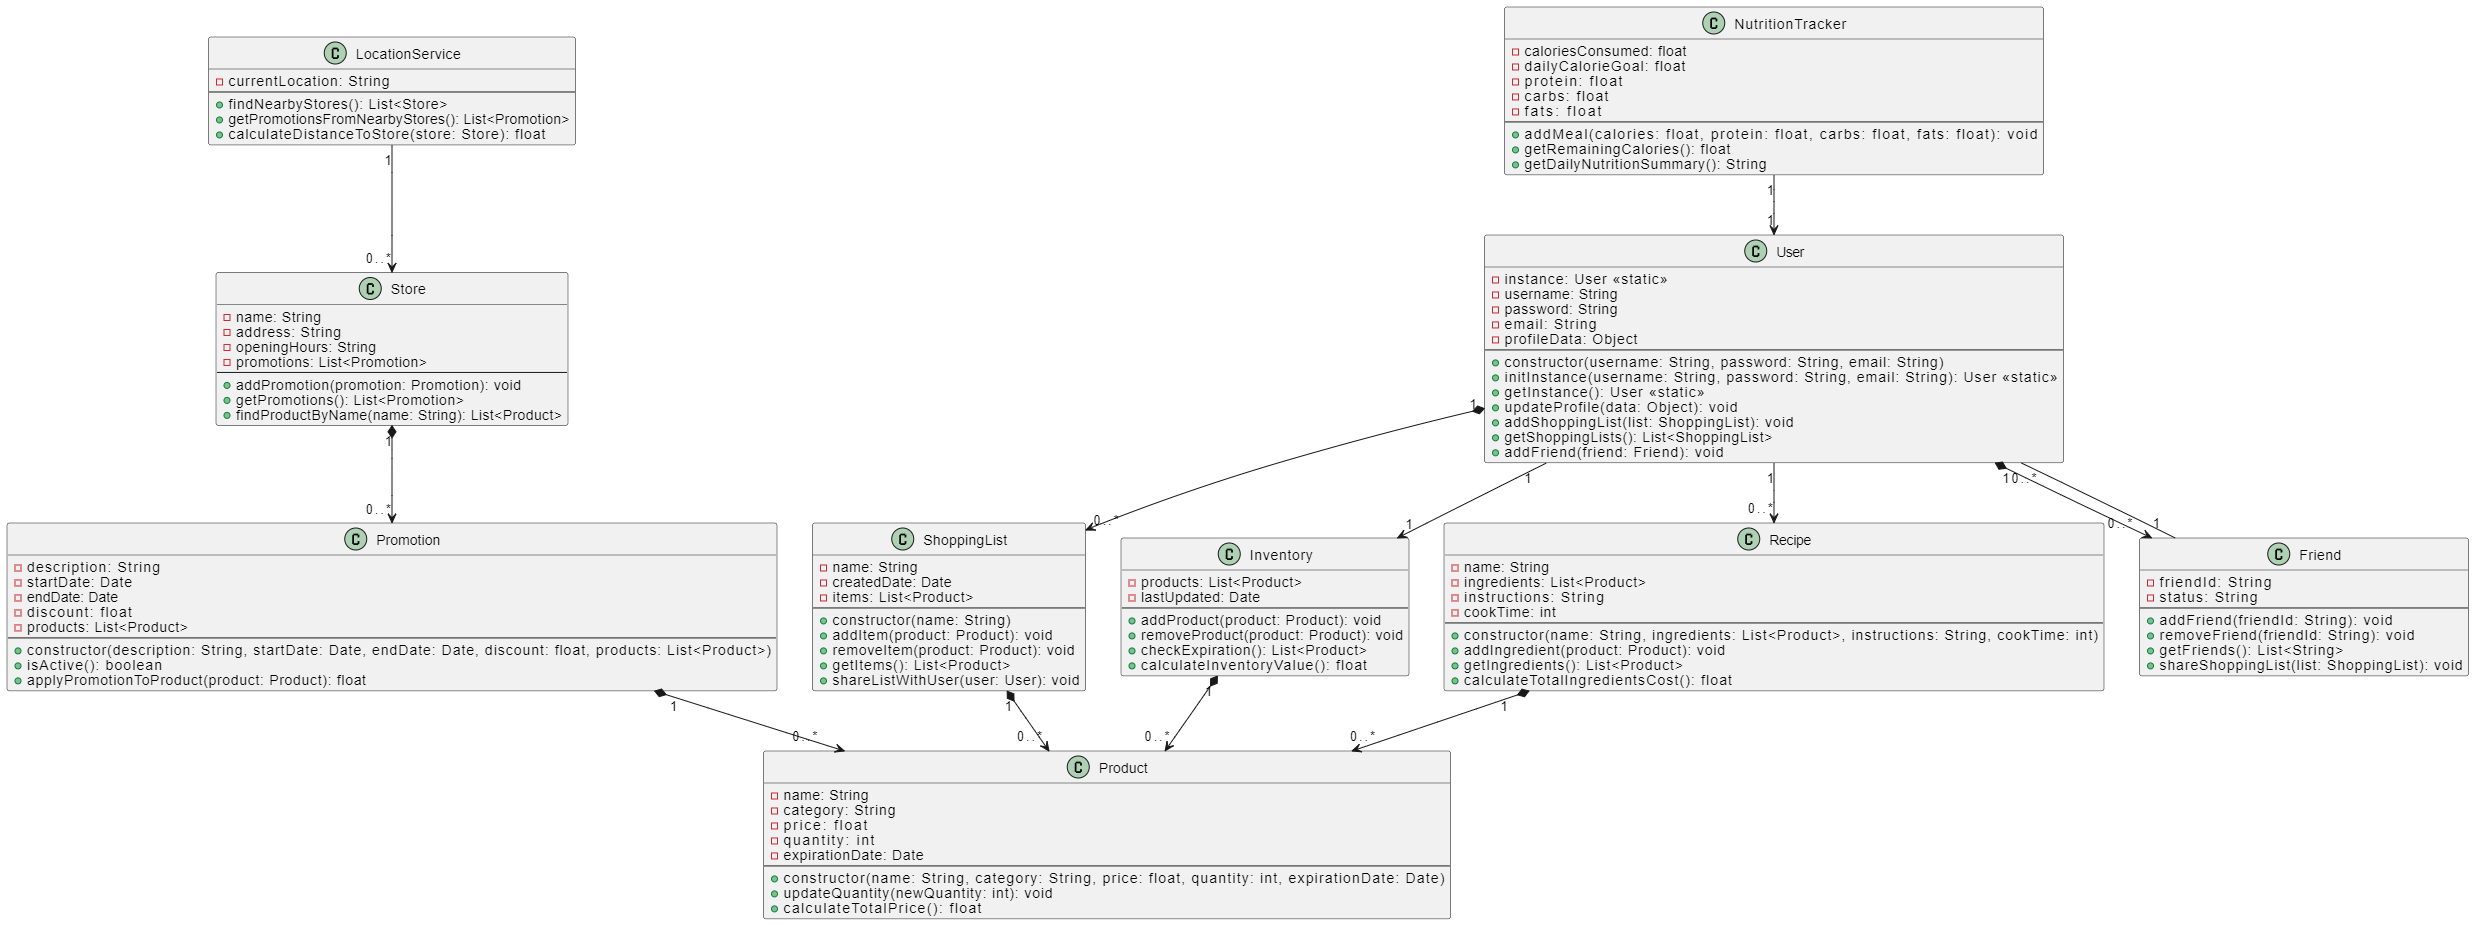 C LocationService
currentLocation: String
findNearbyStores(): List<Store>
getPromotionsFromNearbyStores(): List<Promotion>
calculateDistanceToStore(store: Store): float
C NutritionTracker
caloriesConsumed: float
dailyCalorieGoal: float
protein: float
carbs: float
fats: float
addMeal(calories: float, protein: float, carbs: float, fats: float): void
getRemainingCalories(): float
getDailyNutritionSummary(): String
1
0..*
1
1
C Store
name: String
address: String
openingHours: String
promotions: List<Promotion>
addPromotion(promotion: Promotion): void
getPromotions(): List<Promotion>
findProductByName(name: String): List<Product>
C User
instance: User «static»
username: String
password: String
email: String
profileData: Object
constructor(username: String, password: String, email: String)
initInstance(username: String, password: String, email: String): User «static»
getInstance(): User «static»
updateProfile(data: Object): void
addShoppingList(list: ShoppingList): void
getShoppingLists(): List<ShoppingList>
addFriend(friend: Friend): void
1
0..*
1
0..*
1
1
1
0..*
1
0..*
0..*
1
C Promotion
description: String
startDate: Date
endDate: Date
discount: float
products: List<Product>
constructor(description: String, startDate: Date, endDate: Date, discount: float, products: List<Product>)
isActive(): boolean
applyPromotionToProduct(product: Product): float
C ShoppingList
name: String
createdDate: Date
items: List<Product>
constructor(name: String)
addItem(product: Product): void
removeItem(product: Product): void
getItems(): List<Product>
shareListWithUser(user: User): void
C Inventory
products: List<Product>
lastUpdated: Date
addProduct(product: Product): void
removeProduct(product: Product): void
checkExpiration(): List<Product>
calculateInventoryValue(): float
C Recipe
name: String
ingredients: List<Product>
instructions: String
cookTime: int
constructor(name: String, ingredients: List<Product>, instructions: String, cookTime: int)
addIngredient(product: Product): void
getIngredients(): List<Product>
calculateTotalIngredientsCost(): float
C Friend
friendId: String
status: String
addFriend(friendId: String): void
removeFriend(friendId: String): void
getFriends(): List<String>
shareShoppingList(list: ShoppingList): void
1
0..*
1
0..*
1
0..*
1
0..*
C Product
name: String
category: String
price: float
quantity: int
expirationDate: Date
constructor(name: String, category: String, price: float, quantity: int, expirationDate: Date)
updateQuantity(newQuantity: int): void
calculateTotalPrice(): float